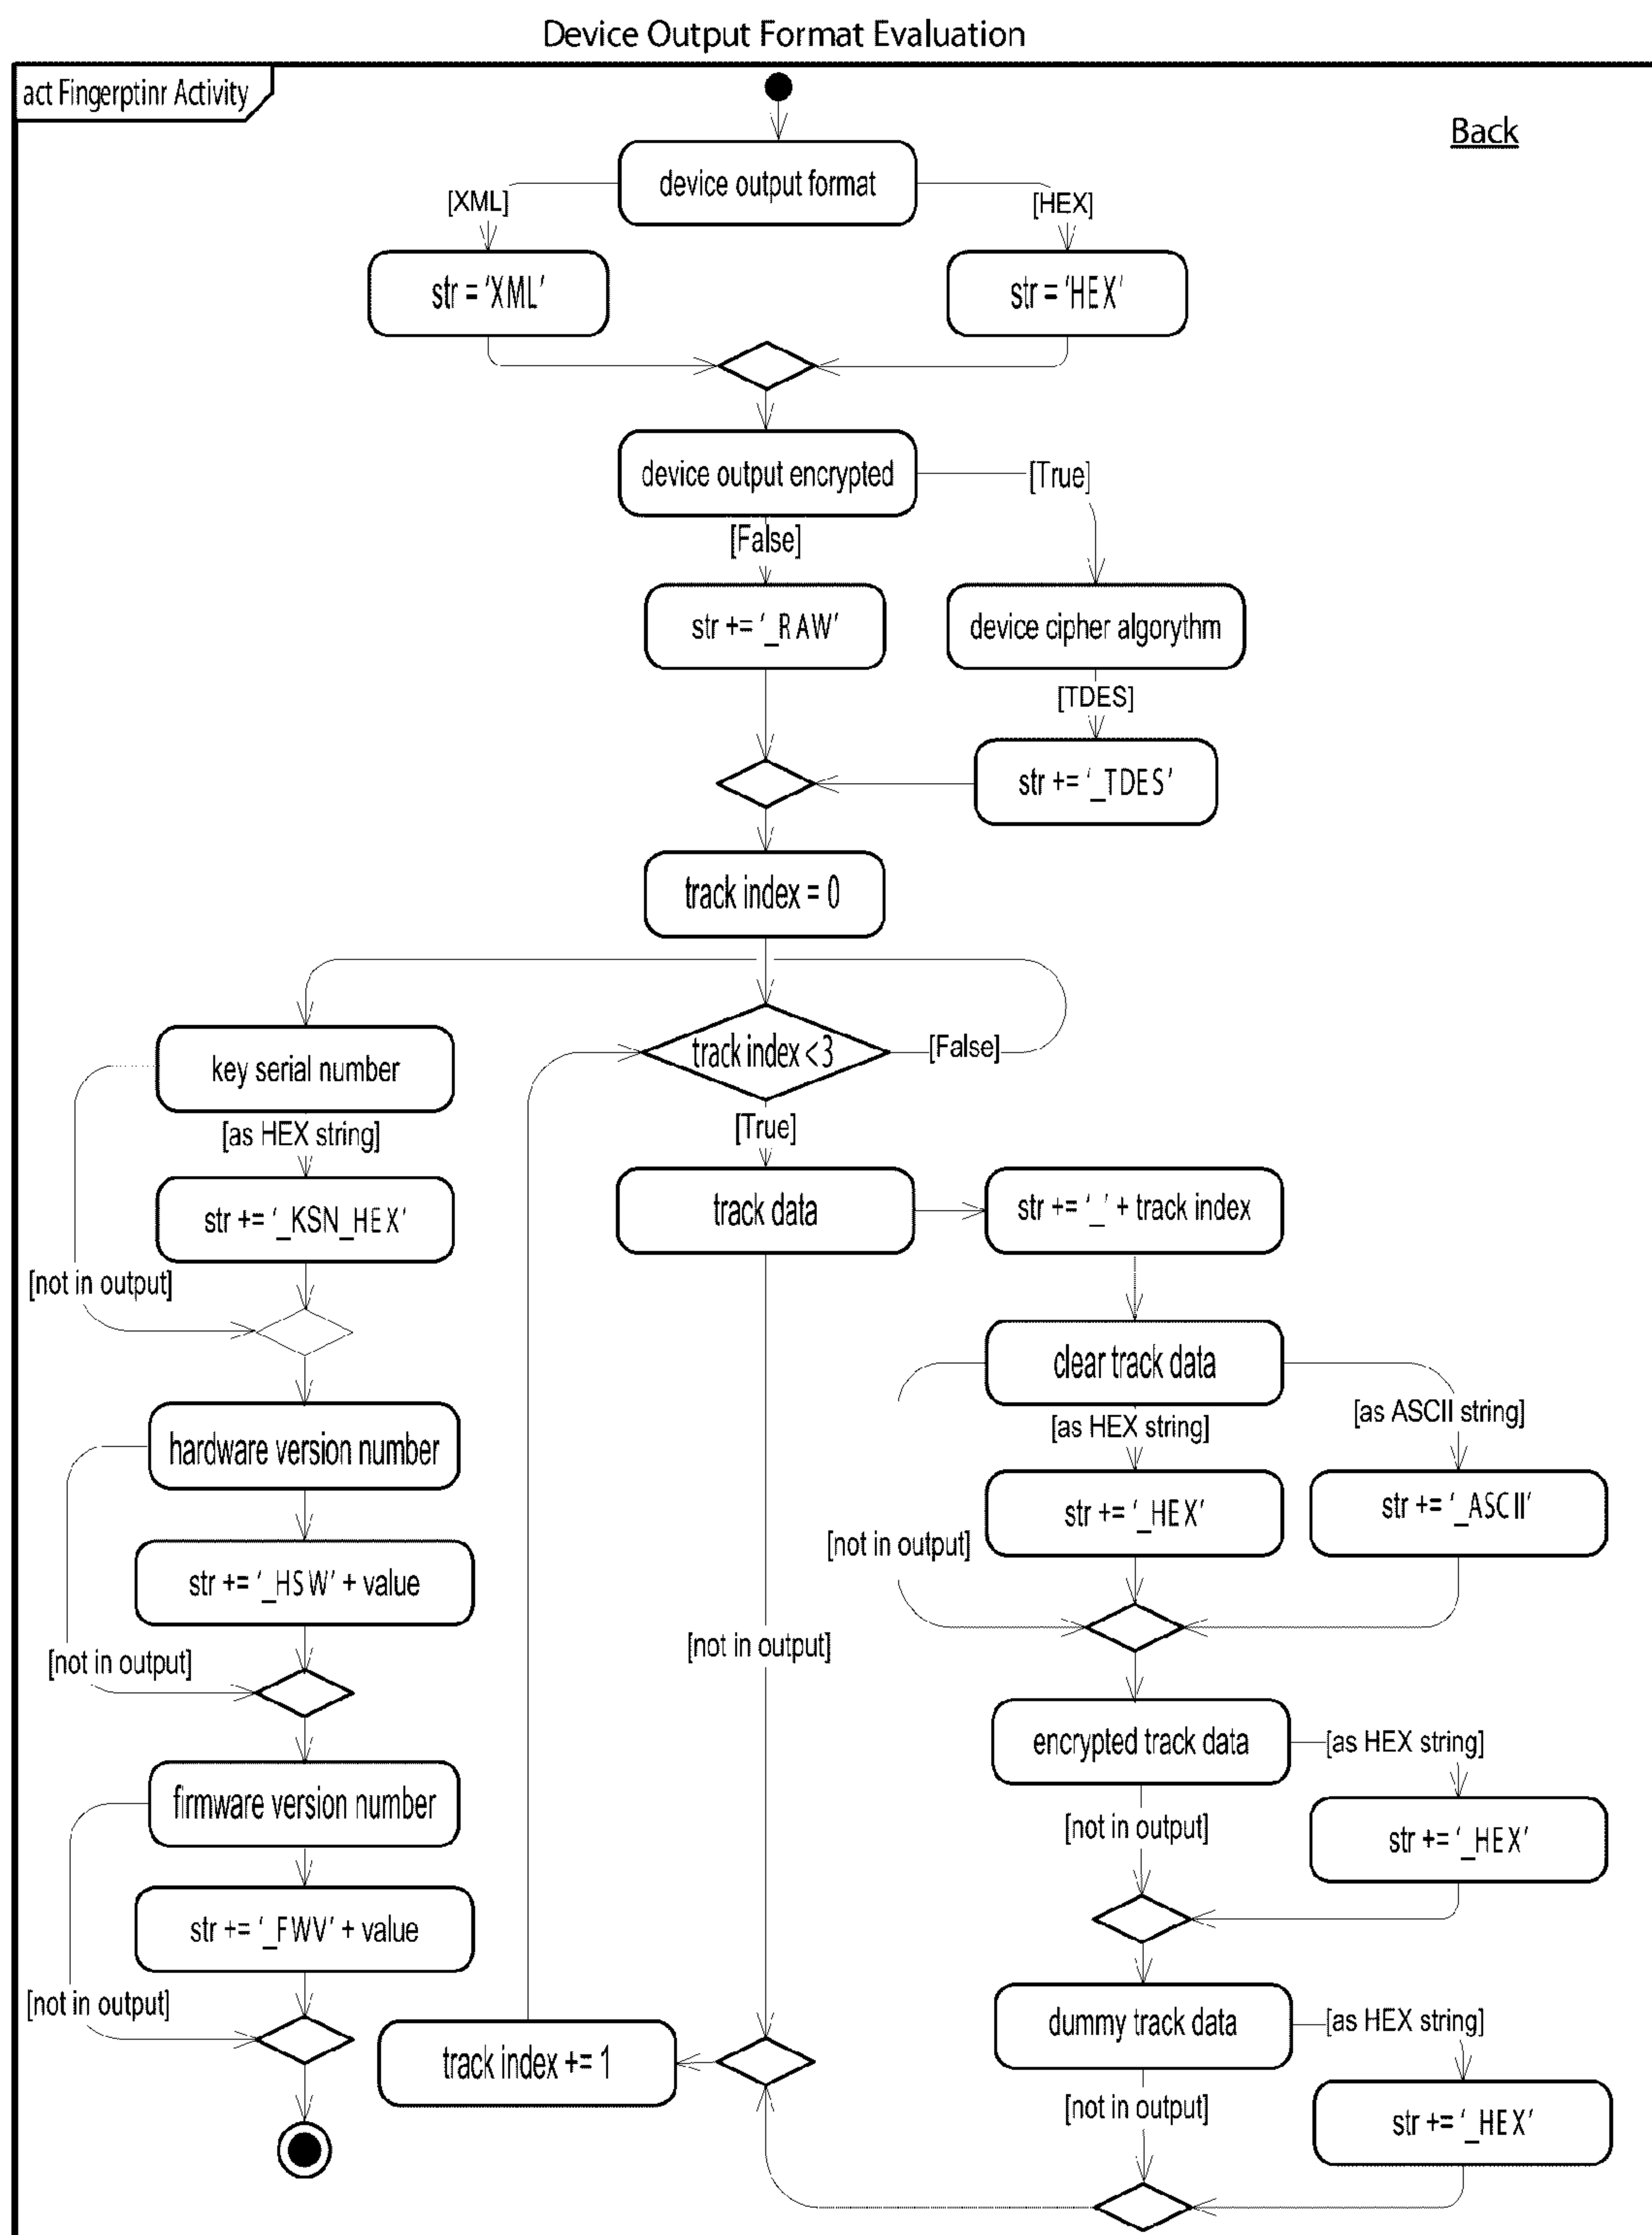 Device Output Format Evaluation
act Fingerptinr Activity
Back
device output format
[XML]
[HEX]
str = ‘XML’
str = ‘HEX’
device output encrypted
[True]
[False]
str += ‘_RAW’
device cipher algorythm
[TDES]
str += ‘_TDES’
track index = 0
track index <3
[False]
[True]
key serial number
[as HEX string]
str += ‘_KSN_HEX’
[not in output]
hardware version number
str += ‘_HSW’ + value
[not in output]
firmware version number
str += ‘_FWV’ + value
[not in output]
track data
str += ‘_’ + track index
clear track data
[as HEX string]
[as ASCII string]
str += ‘_HEX’
str += ‘_ASCII’
[not in output]
[not in output]
encrypted track data
[as HEX string]
[not in output]
str += ‘_HEX’
dummy track data
[as HEX string]
[not in output]
str += ‘_HEX’
track index += 1